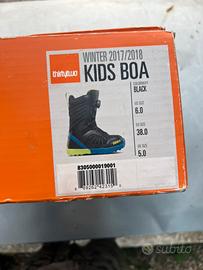 thirtytwo
WINTER 2017/2018
KIDS BOA
COLORWAY
BLACK
US SIZE
6.0
EUR SIZE
38.0
UK SIZE
5.0
8305000019001
subito